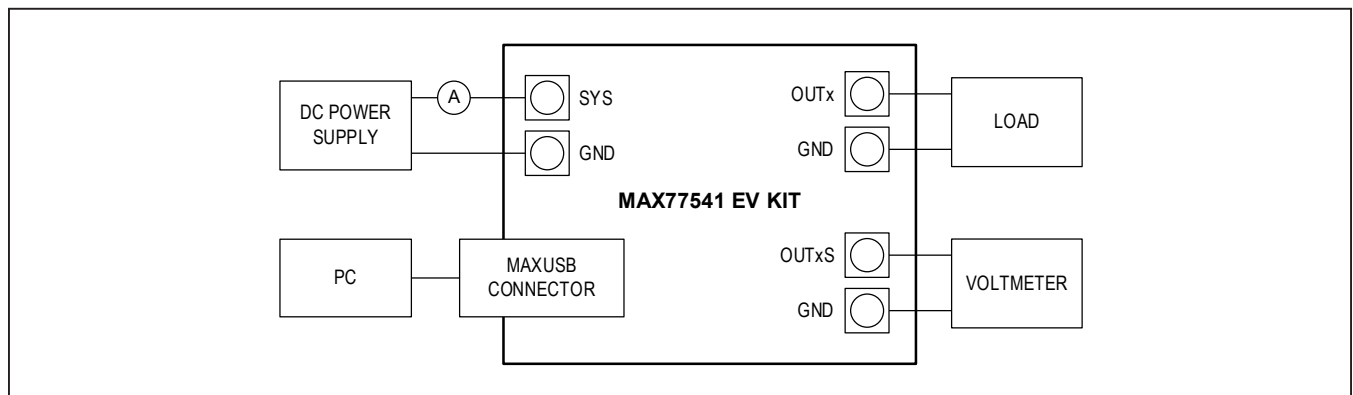 DC POWER
SUPPLY
A
SYS
GND
OUTx
GND
LOAD
MAX77541 EV KIT
PC
MAXUSB
CONNECTOR
OUTxS
GND
VOLTMETER